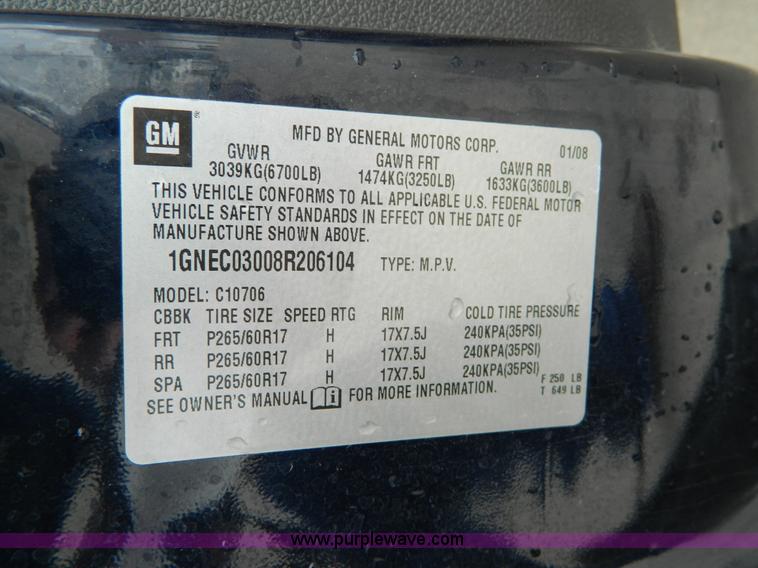 GM
MFD BY GENERAL MOTORS CORP. 01/08
GVWR GAWR FRT GAWR RR
3039KG(6700LB) 1474KG(3250LB) 1633KG(3600LB)
THIS VEHICLE CONFORMS TO ALL APPLICABLE U.S. FEDERAL MOTOR
VEHICLE SAFETY STANDARDS IN EFFECT ON THE DATE OF
MANUFACTURE SHOWN ABOVE.
1GNEC03008R206104 TYPE: M.P.V.
MODEL: C10706
CBBK TIRE SIZE SPEED RTG RIM COLD TIRE PRESSURE
FRT P265/60R17 H 17X7.5J 240KPA(35PSI)
RR P265/60R17 H 17X7.5J 240KPA(35PSI)
SPA P265/60R17 H 17X7.5J 240KPA(35PSI)
F 250 LB
T 649 LB
SEE OWNER'S MANUAL FOR MORE INFORMATION.
www.purplewave.com